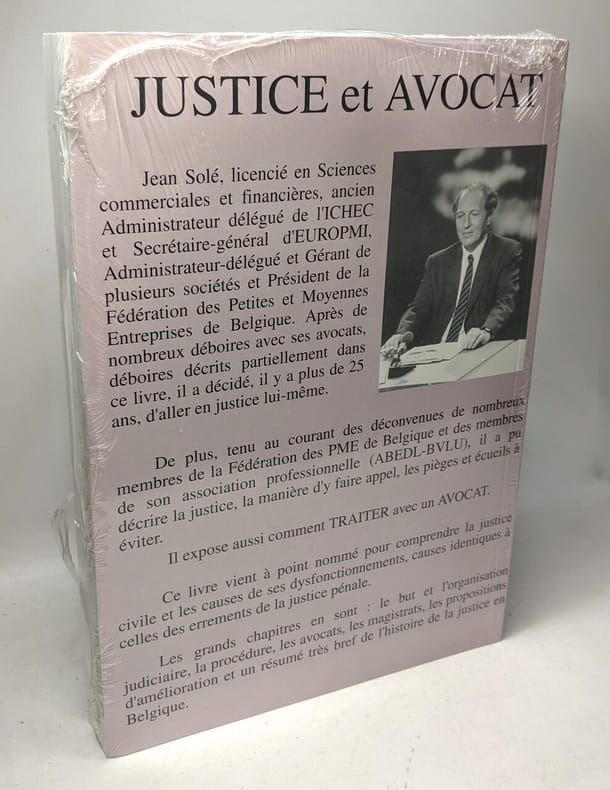 JUSTICE et AVOCAT
Jean Solé, licencié en Sciences
commerciales et financières, ancien
Administrateur délégué de l'ICHEC
et Secrétaire-général d'EUROPMI,
Administrateur-délégué et Gérant de
plusieurs sociétés et Président de la
Fédération des Petites et Moyennes
Entreprises de Belgique. Après de
nombreux déboires avec ses avocats,
déboires décrits partiellement dans
ce livre, il a décidé, il y a plus de 25
ans, d'aller en justice lui-même.
De plus, tenu au courant des déconvenues de nombreux
membres de la Fédération des PME de Belgique et des membres
de son association professionnelle (ABEDL-BVLU), il a pu
décrire la justice, la manière d'y faire appel, les pièges et écueils à
éviter.
Il expose aussi comment TRAITER avec un AVOCAT.
Ce livre vient à point nommé pour comprendre la justice
civile et les causes de ses dysfonctionnements, causes identiques à
celles des errements de la justice pénale.
Les grands chapitres en sont : le but et l'organisation
judiciaire, la procédure, les avocats, les magistrats, les propositions
d'amélioration et un résumé très bref de l'histoire de la justice en
Belgique.